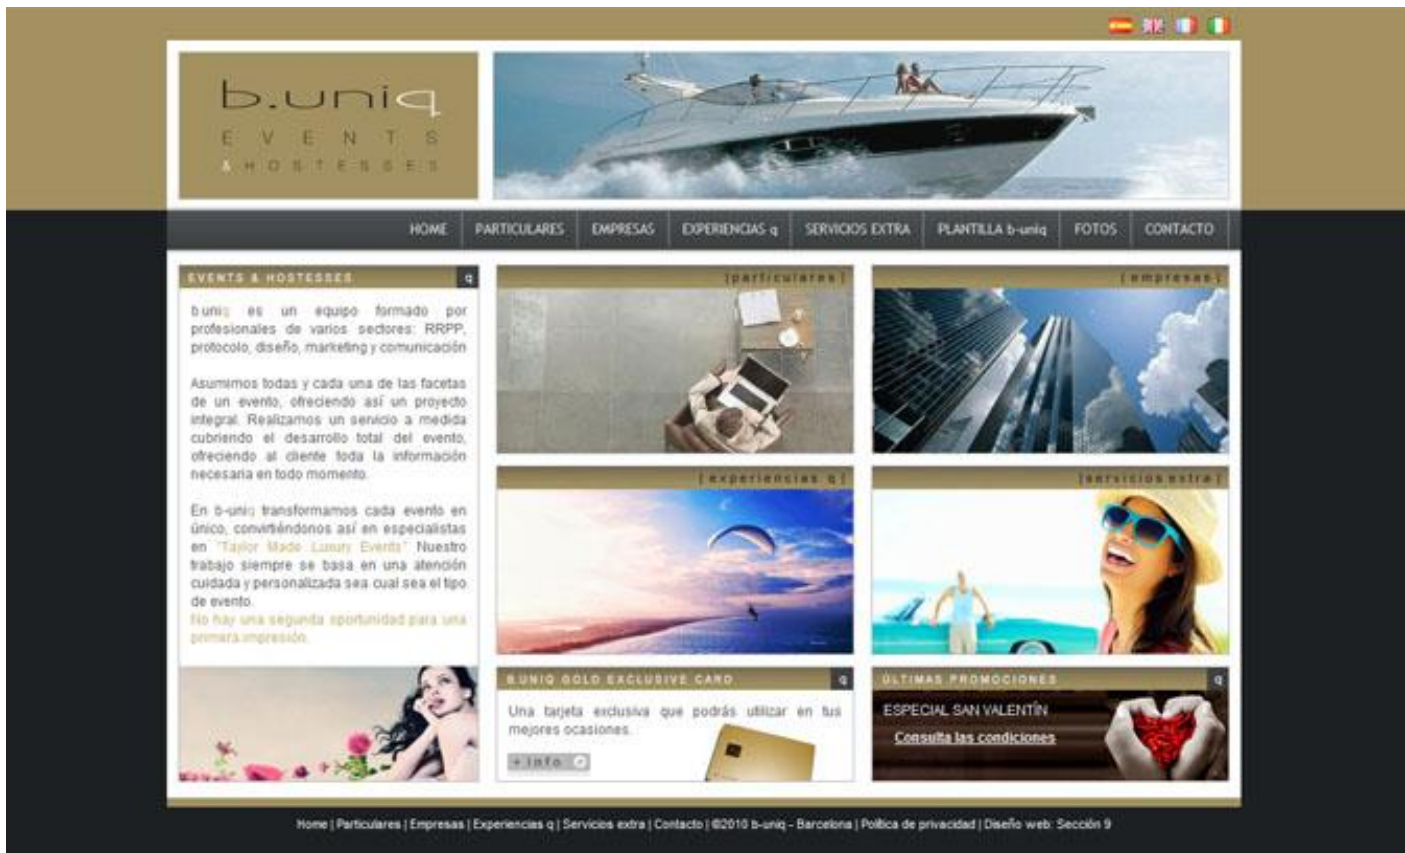 b.uniq
EVENTS
& HOSTESSES
HOME PARTICULARES EMPRESAS EXPERIENCIAS q SERVICIOS EXTRA PLANTILLA b-uniq FOTOS CONTACTO
EVENTS & HOSTESSES q
b.uniq es un equipo formado por
profesionales de varios sectores: RRPP,
protocolo, diseño, marketing y comunicación
Asumimos todas y cada una de las facetas
de un evento, ofreciendo así un proyecto
integral. Realizamos un servicio a medida
cubriendo el desarrollo total del evento,
ofreciendo al cliente toda la información
necesaria en todo momento.
En b-uniq transformamos cada evento en
único, convirtiéndonos así en especialistas
en "Taylor Made Luxury Events" Nuestro
trabajo siempre se basa en una atención
cuidada y personalizada sea cual sea el tipo
de evento.
No hay una segunda oportunidad para una
primera impresión.
[particulares]
[empresas]
[experiencias q]
[servicios extra]
B.UNIQ GOLD EXCLUSIVE CARD q
Una tarjeta exclusiva que podrás utilizar en tus
mejores ocasiones.
+ info
ÚLTIMAS PROMOCIONES q
ESPECIAL SAN VALENTÍN
Consulta las condiciones
Home | Particulares | Empresas | Experiencias q | Servicios extra | Contacto | ©2010 b-uniq - Barcelona | Política de privacidad | Diseño web: Sección 9